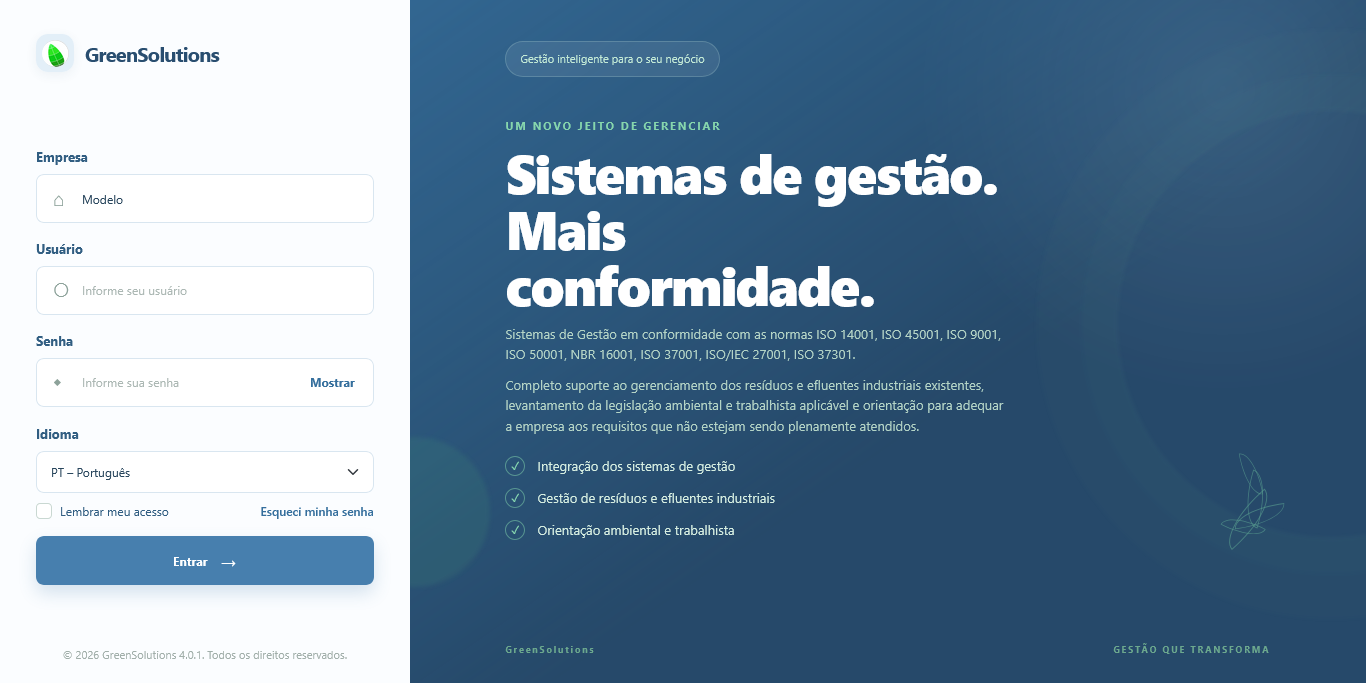 GreenSolutions
Empresa
Modelo
Usuário
Informe seu usuário
Senha
Informe sua senha
Mostrar
Idioma
PT – Português
Lembrar meu acesso
Esqueci minha senha
Entrar →
© 2026 GreenSolutions 4.0.1. Todos os direitos reservados.
Gestão inteligente para o seu negócio
UM NOVO JEITO DE GERENCIAR
Sistemas de gestão.
Mais
conformidade.
Sistemas de Gestão em conformidade com as normas ISO 14001, ISO 45001, ISO 9001,
ISO 50001, NBR 16001, ISO 37001, ISO/IEC 27001, ISO 37301.
Completo suporte ao gerenciamento dos resíduos e efluentes industriais existentes,
levantamento da legislação ambiental e trabalhista aplicável e orientação para adequar
a empresa aos requisitos que não estejam sendo plenamente atendidos.
✓ Integração dos sistemas de gestão
✓ Gestão de resíduos e efluentes industriais
✓ Orientação ambiental e trabalhista
GreenSolutions
GESTÃO QUE TRANSFORMA